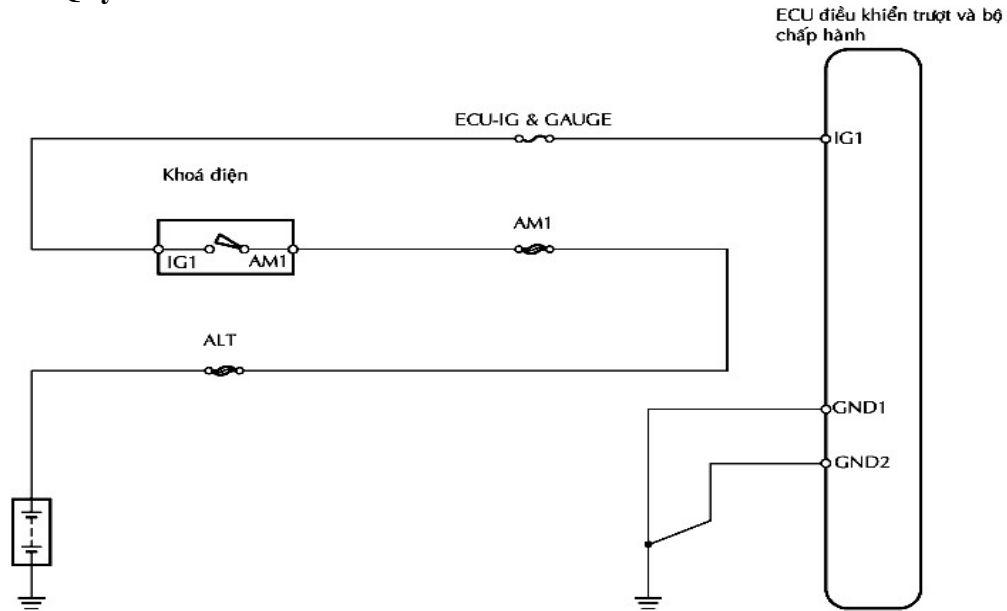 ECU điều khiển trượt và bộ
chấp hành
ECU-IG & GAUGE
IG1
Khoá điện
AM1
IG1 AM1
ALT
GND1
GND2